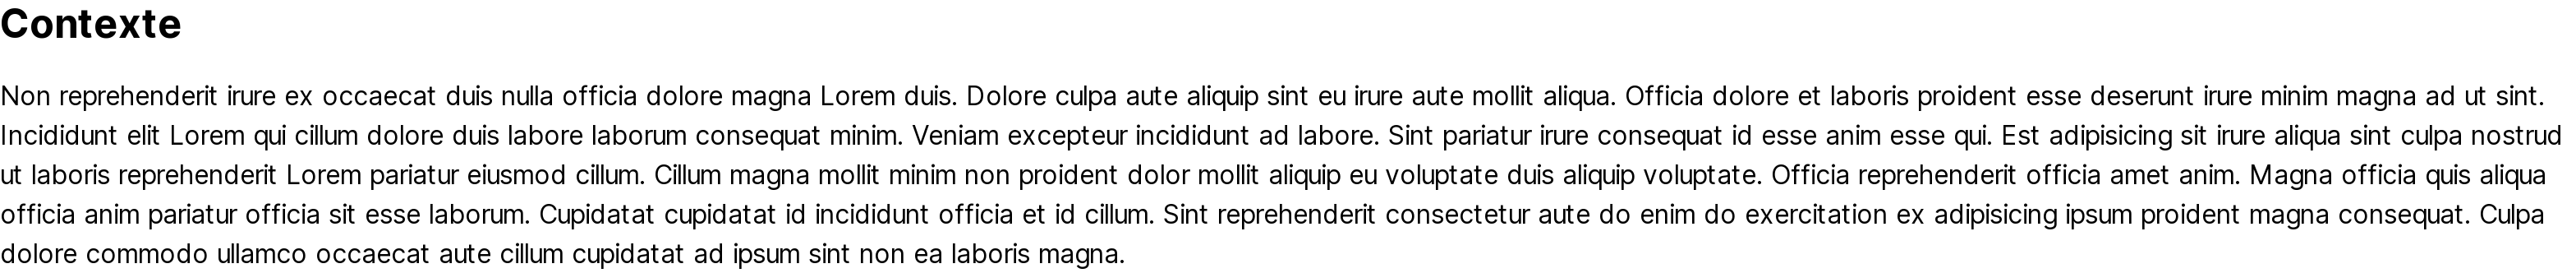 Contexte
Non reprehenderit irure ex occaecat duis nulla officia dolore magna Lorem duis. Dolore culpa aute aliquip sint eu irure aute mollit aliqua. Officia dolore et laboris proident esse deserunt irure minim magna ad ut sint.
Incididunt elit Lorem qui cillum dolore duis labore laborum consequat minim. Veniam excepteur incididunt ad labore. Sint pariatur irure consequat id esse anim esse qui. Est adipisicing sit irure aliqua sint culpa nostrud
ut laboris reprehenderit Lorem pariatur eiusmod cillum. Cillum magna mollit minim non proident dolor mollit aliquip eu voluptate duis aliquip voluptate. Officia reprehenderit officia amet anim. Magna officia quis aliqua
officia anim pariatur officia sit esse laborum. Cupidatat cupidatat id incididunt officia et id cillum. Sint reprehenderit consectetur aute do enim do exercitation ex adipisicing ipsum proident magna consequat. Culpa
dolore commodo ullamco occaecat aute cillum cupidatat ad ipsum sint non ea laboris magna.